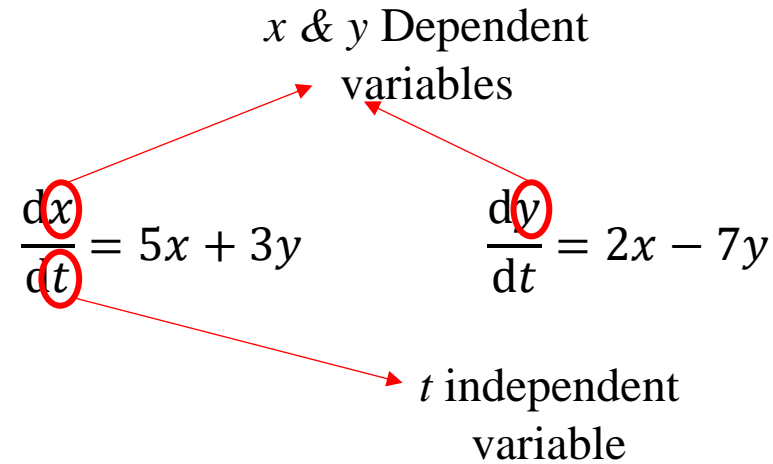 x & y Dependent
variables
dx/dt = 5x + 3y
dy/dt = 2x − 7y
t independent
variable